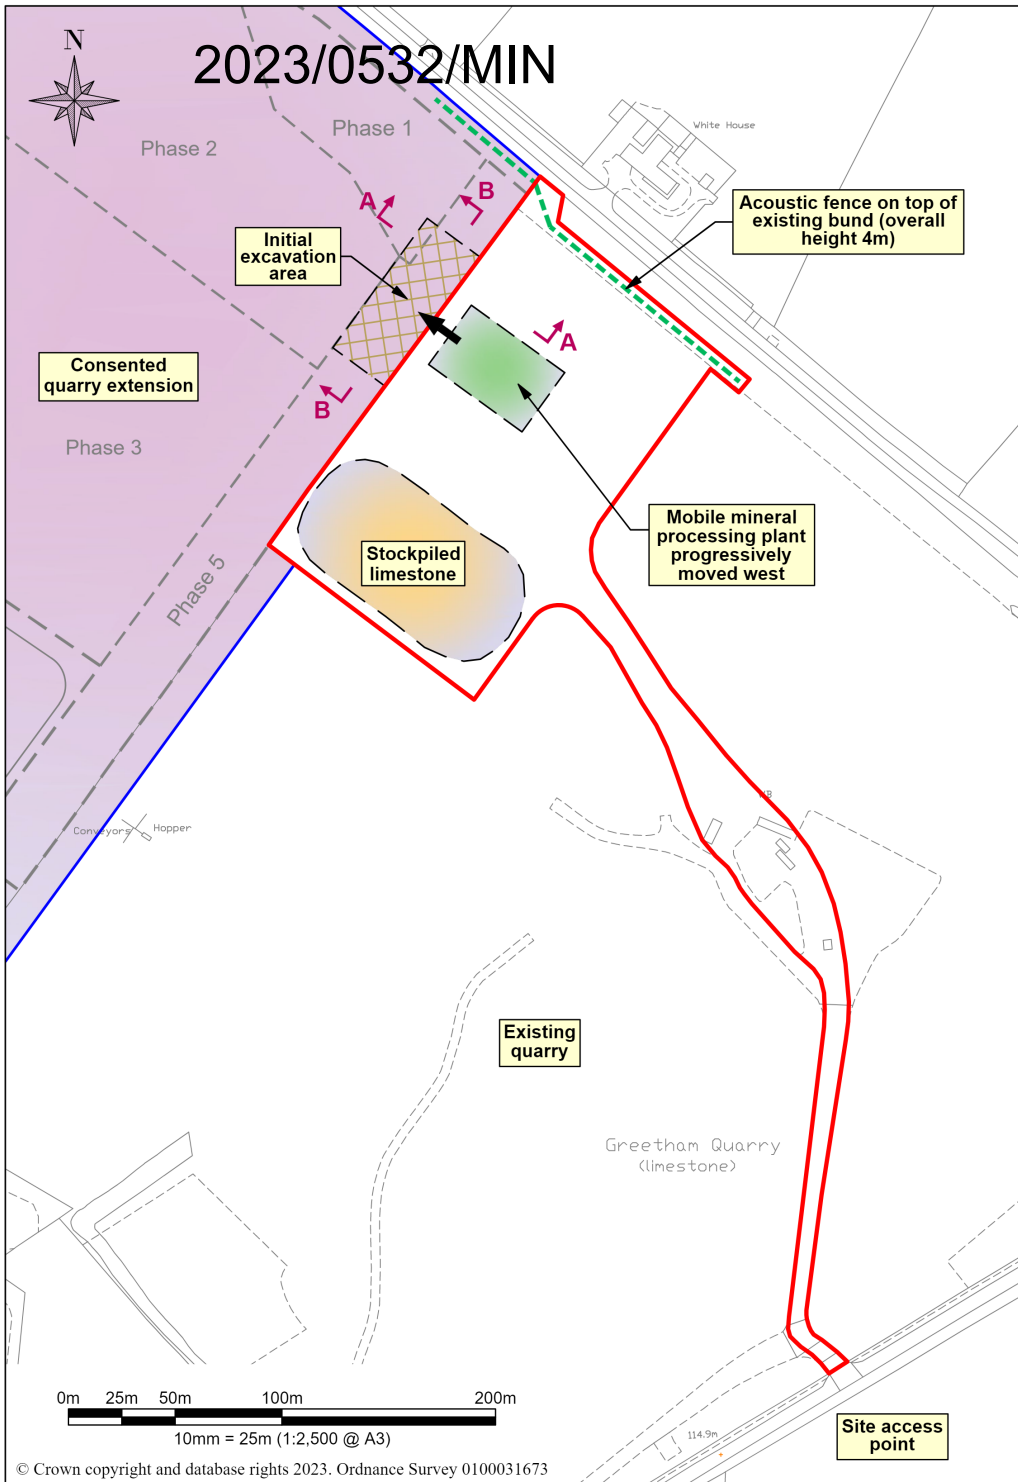 N
2023/0532/MIN
White House
Phase 1
Phase 2
A
B
Acoustic fence on top of
existing bund (overall
height 4m)
Initial
excavation
area
A
Consented
quarry extension
B
Phase 3
Mobile mineral
processing plant
progressively
moved west
Stockpiled
limestone
Phase 5
WB
Conveyors
Hopper
Existing
quarry
Greetham Quarry
(limestone)
0m 25m 50m 100m 200m
10mm = 25m (1:2,500 @ A3)
114.9m
Site access
point
© Crown copyright and database rights 2023. Ordnance Survey 0100031673